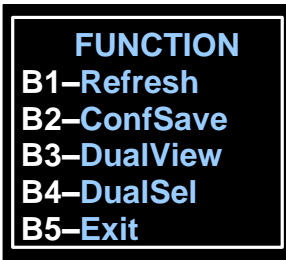 FUNCTION
B1–Refresh
B2–ConfSave
B3–DualView
B4–DualSel
B5–Exit